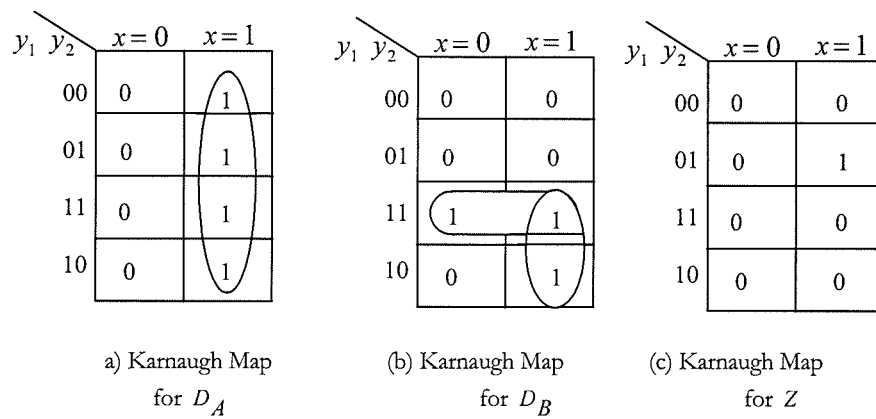 y₁ y₂ x = 0 x = 1
00 0 1
01 0 1
11 0 1
10 0 1
a) Karnaugh Map
for D_A
y₁ y₂ x = 0 x = 1
00 0 0
01 0 0
11 1 1
10 0 1
(b) Karnaugh Map
for D_B
y₁ y₂ x = 0 x = 1
00 0 0
01 0 1
11 0 0
10 0 0
(c) Karnaugh Map
for Z